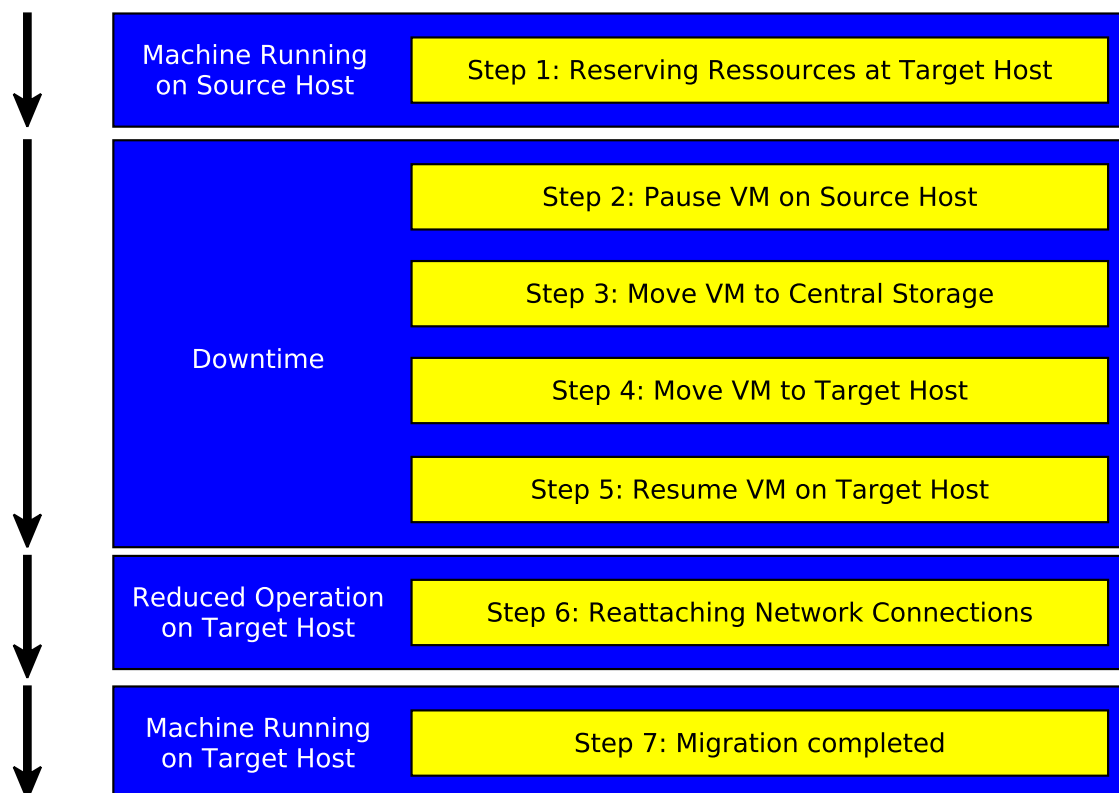 Machine Running
on Source Host
Step 1: Reserving Ressources at Target Host
Downtime
Step 2: Pause VM on Source Host
Step 3: Move VM to Central Storage
Step 4: Move VM to Target Host
Step 5: Resume VM on Target Host
Reduced Operation
on Target Host
Step 6: Reattaching Network Connections
Machine Running
on Target Host
Step 7: Migration completed